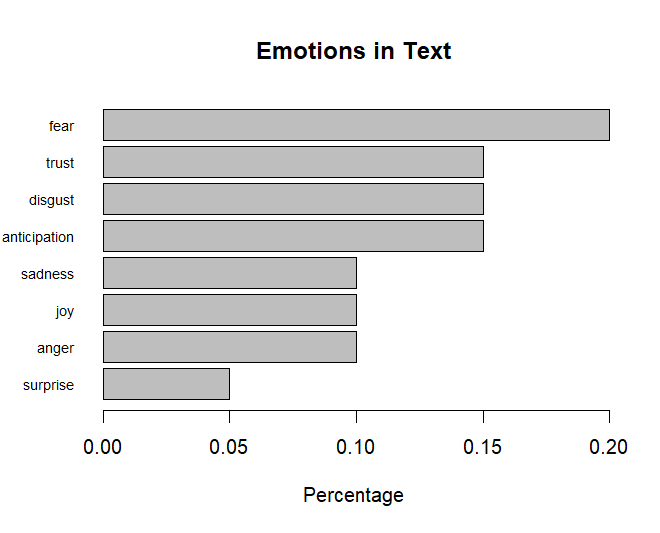 Emotions in Text
fear
trust
disgust
anticipation
sadness
joy
anger
surprise
0.00 0.05 0.10 0.15 0.20
Percentage